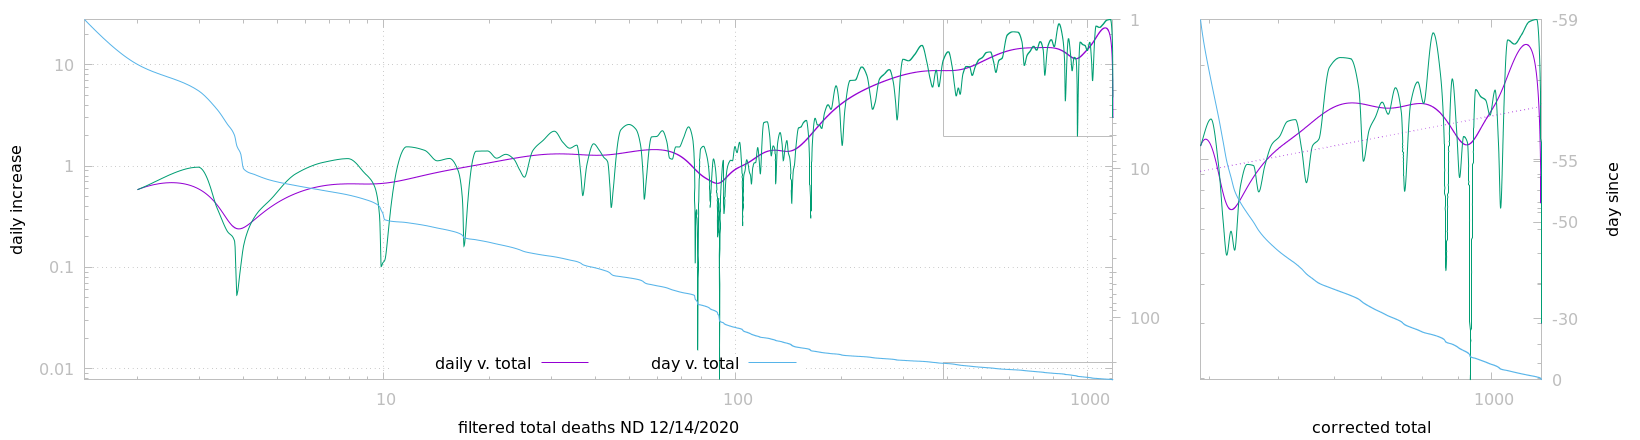 daily increase
10
1
0.1
0.01
10
100
1000
filtered total deaths ND 12/14/2020
daily v. total
day v. total
1
10
100
1000
corrected total
-59
-55
-50
-30
0
day since